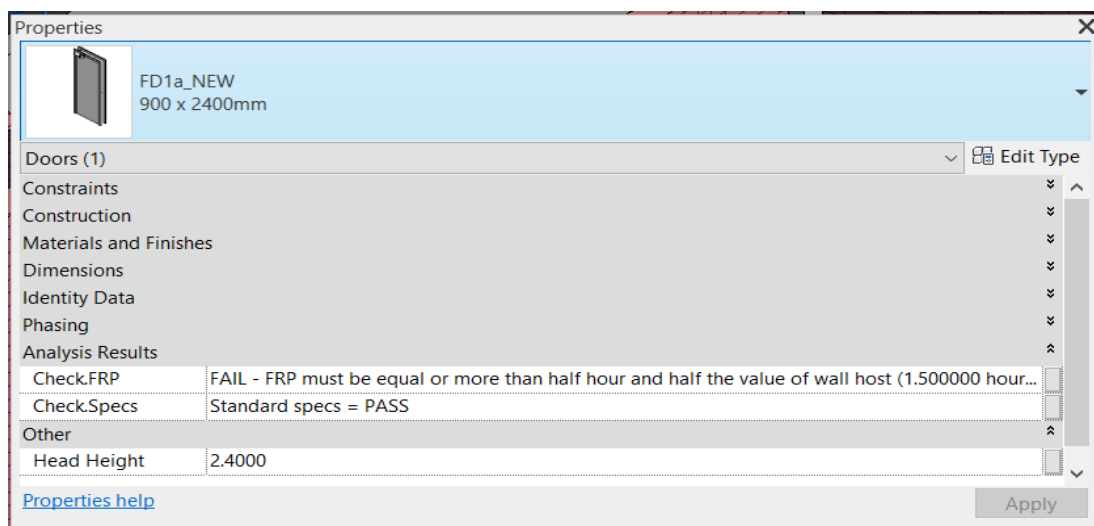 Properties
FD1a_NEW
900 x 2400mm
Doors (1)
Edit Type
Constraints
Construction
Materials and Finishes
Dimensions
Identity Data
Phasing
Analysis Results
Check.FRP FAIL - FRP must be equal or more than half hour and half the value of wall host (1.500000 hour...
Check.Specs Standard specs = PASS
Other
Head Height 2.4000
Properties help
Apply